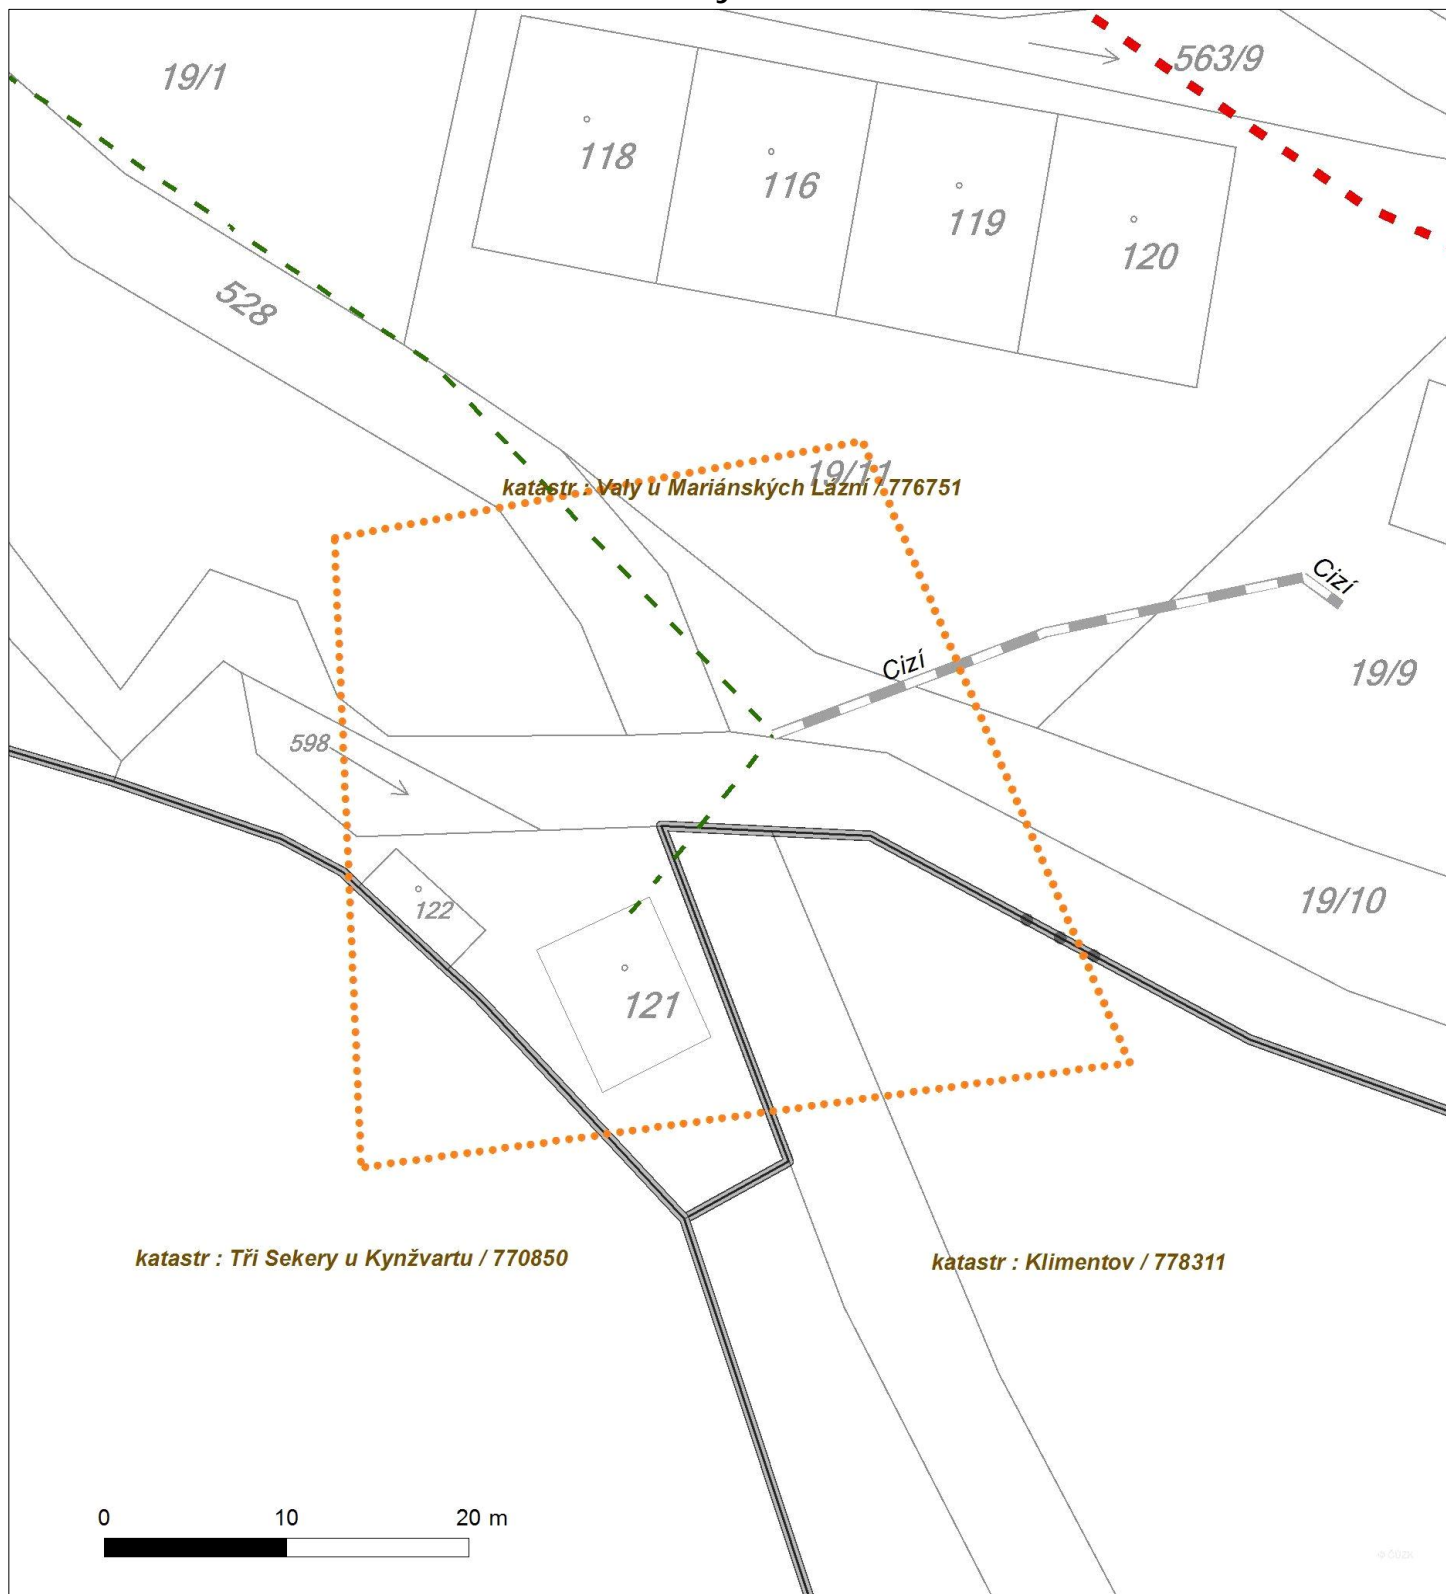 563/9
19/1
118
116
119
120
528
19/11
katastr : Valy u Mariánských Lázní / 776751
Cizí
Cizí
19/9
598
19/10
122
121
katastr : Tři Sekery u Kynžvartu / 770850
katastr : Klimentov / 778311
0 10 20 m
© ČÚZK